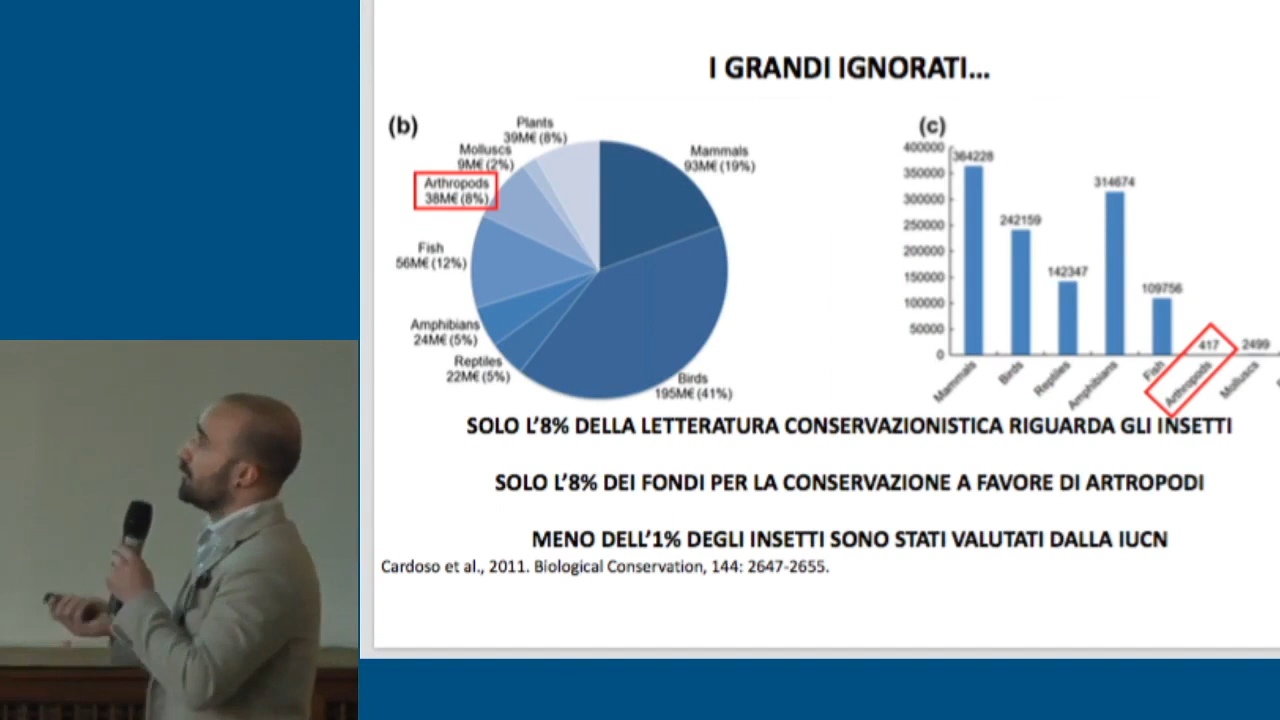 I GRANDI IGNORATI...
(b)
Plants
39M€ (8%)
Molluscs
9M€ (2%)
Arthropods
38M€ (8%)
Fish
56M€ (12%)
Amphibians
24M€ (5%)
Reptiles
22M€ (5%)
Mammals
93M€ (19%)
Birds
195M€ (41%)
(c)
400000
350000
300000
250000
200000
150000
100000
50000
0
364228
242159
142347
314674
109756
417
2499
Mammals
Birds
Reptiles
Amphibians
Fish
Arthropods
Molluscs
SOLO L'8% DELLA LETTERATURA CONSERVAZIONISTICA RIGUARDA GLI INSETTI
SOLO L'8% DEI FONDI PER LA CONSERVAZIONE A FAVORE DI ARTROPODI
MENO DELL'1% DEGLI INSETTI SONO STATI VALUTATI DALLA IUCN
Cardoso et al., 2011. Biological Conservation, 144: 2647-2655.